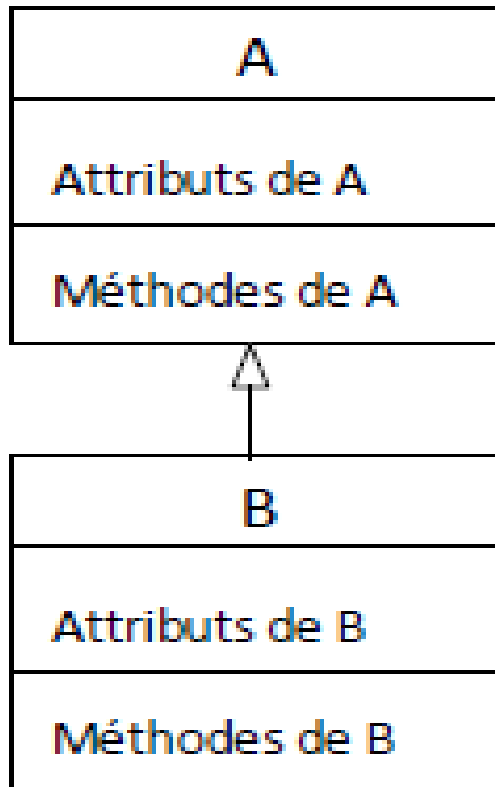 A
Attributs de A
Méthodes de A
B
Attributs de B
Méthodes de B